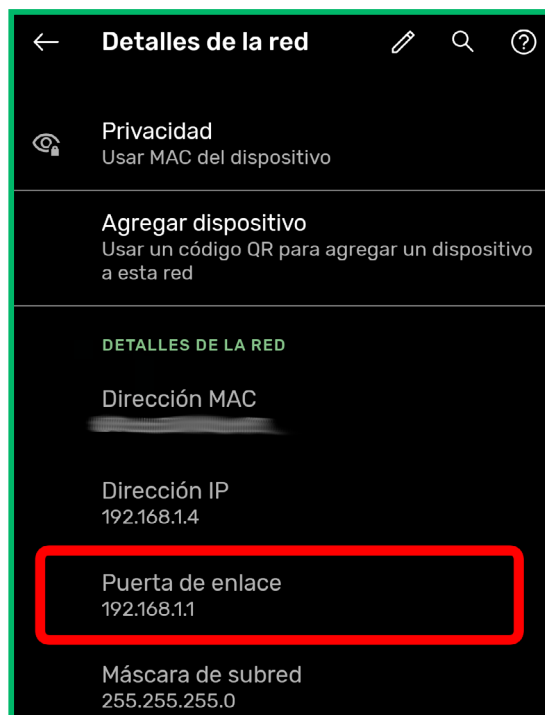 Detalles de la red
Privacidad
Usar MAC del dispositivo
Agregar dispositivo
Usar un código QR para agregar un dispositivo
a esta red
DETALLES DE LA RED
Dirección MAC
Dirección IP
192.168.1.4
Puerta de enlace
192.168.1.1
Máscara de subred
255.255.255.0